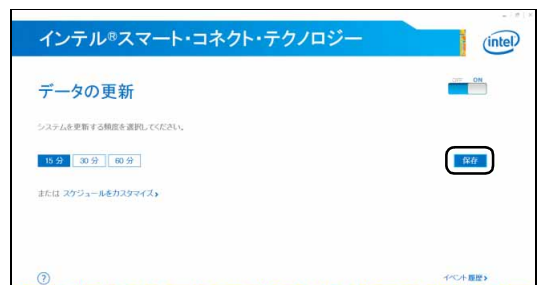 インテル®スマート・コネクト・テクノロジー
intel
データの更新
OFF ON
システムを更新する頻度を選択してください。
15 分 30 分 60 分
保存
または スケジュールをカスタマイズ
?
イベント履歴